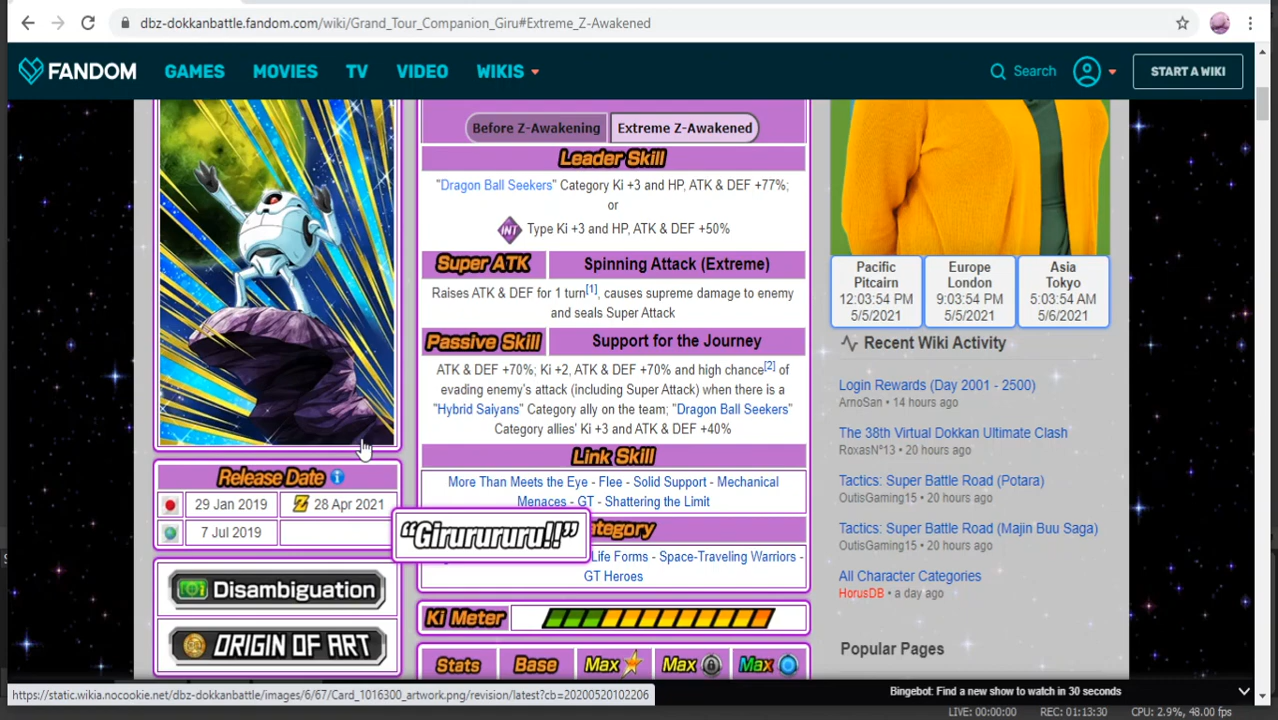 dbz-dokkanbattle.fandom.com/wiki/Grand_Tour_Companion_Giru#Extreme_Z-Awakened
FANDOM GAMES MOVIES TV VIDEO WIKIS Search START A WIKI
Before Z-Awakening Extreme Z-Awakened
Leader Skill
"Dragon Ball Seekers" Category Ki +3 and HP, ATK & DEF +77%;
or
INT Type Ki +3 and HP, ATK & DEF +50%
Super ATK Spinning Attack (Extreme)
Raises ATK & DEF for 1 turn[1], causes supreme damage to enemy
and seals Super Attack
Passive Skill Support for the Journey
ATK & DEF +70%; Ki +2, ATK & DEF +70% and high chance[2] of
evading enemy's attack (including Super Attack) when there is a
"Hybrid Saiyans" Category ally on the team; "Dragon Ball Seekers"
Category allies' Ki +3 and ATK & DEF +40%
Link Skill
More Than Meets the Eye - Flee - Solid Support - Mechanical
Menaces - GT - Shattering the Limit
Life Forms - Space-Traveling Warriors -
GT Heroes
Ki Meter
Stats Base Max Max Max
Release Date
29 Jan 2019 Z 28 Apr 2021
7 Jul 2019
"Girurururu!!"
Disambiguation
ORIGIN OF ART
Pacific
Pitcairn
12:03:54 PM
5/5/2021
Europe
London
9:03:54 PM
5/5/2021
Asia
Tokyo
5:03:54 AM
5/6/2021
Recent Wiki Activity
Login Rewards (Day 2001 - 2500)
ArnoSan • 14 hours ago
The 38th Virtual Dokkan Ultimate Clash
RoxasN°13 • 20 hours ago
Tactics: Super Battle Road (Potara)
OutisGaming15 • 20 hours ago
Tactics: Super Battle Road (Majin Buu Saga)
OutisGaming15 • 20 hours ago
All Character Categories
HorusDB • a day ago
Popular Pages
https://static.wikia.nocookie.net/dbz-dokkanbattle/images/6/67/Card_1016300_artwork.png/revision/latest?cb=20200520102206
Bingebot: Find a new show to watch in 30 seconds
LIVE: 00:00:00 REC: 01:13:30 CPU: 2.9%, 48.00 fps